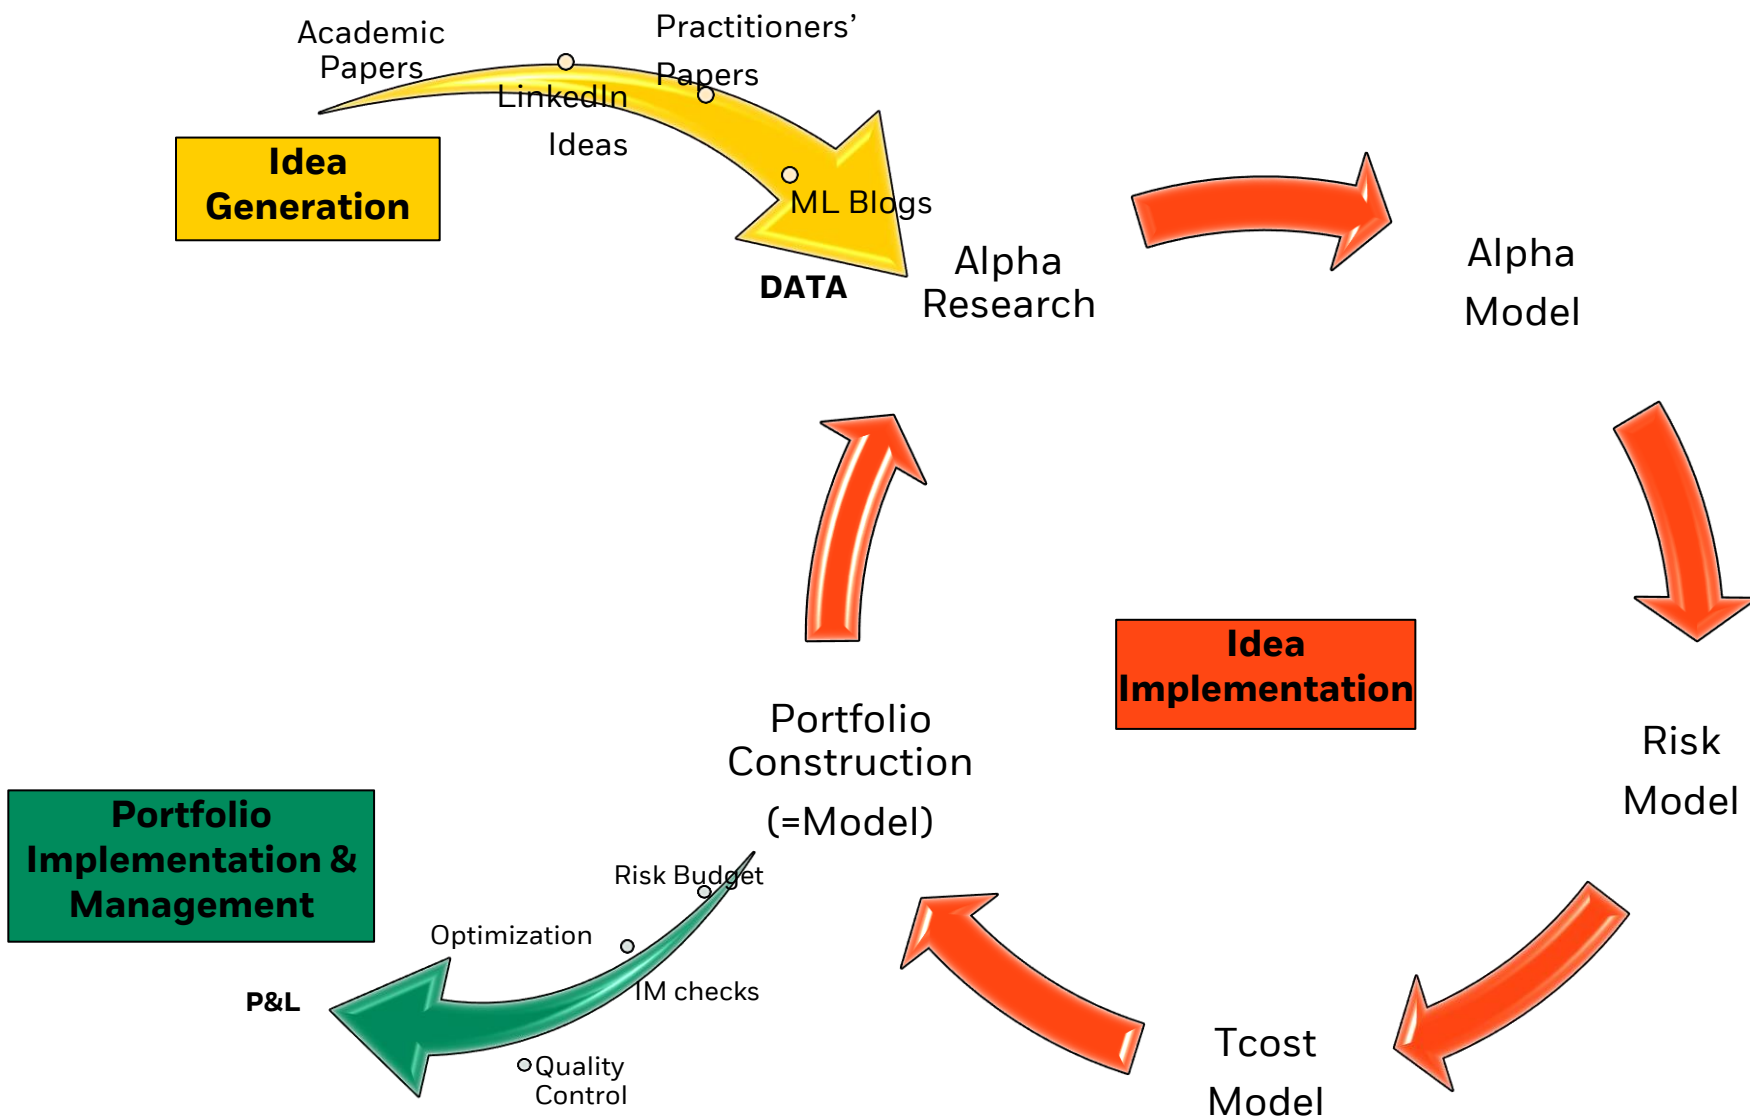 Academic
Papers
Practitioners’
Papers
LinkedIn
Ideas
Idea
Generation
ML Blogs
DATA
Alpha
Research
Alpha
Model
Idea
Implementation
Portfolio
Construction
(=Model)
Risk
Model
Portfolio
Implementation &
Management
Risk Budget
Optimization
IM checks
P&L
Quality
Control
Tcost
Model